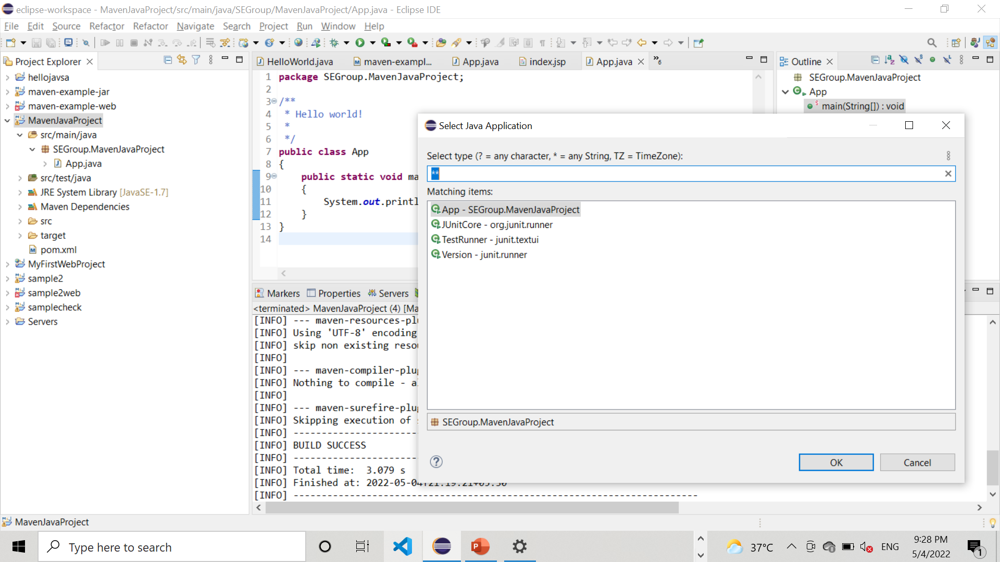 eclipse-workspace - MavenJavaProject/src/main/java/SEGroup/MavenJavaProject/App.java - Eclipse IDE
File Edit Source Refactor Refactor Navigate Search Project Run Window Help
Project Explorer
hellojavsa
maven-example-jar
maven-example-web
MavenJavaProject
src/main/java
SEGroup.MavenJavaProject
App.java
src/test/java
JRE System Library [JavaSE-1.7]
Maven Dependencies
src
target
pom.xml
MyFirstWebProject
sample2
sample2web
samplecheck
Servers
HelloWorld.java maven-exampl... App.java index.jsp App.java »6
1 package SEGroup.MavenJavaProject;
2
3 /**
4 * Hello world!
5 *
6 */
7 public class App
8 {
9 public static void ma
10 {
11 System.out.printl
12 }
13 }
14
Outline
SEGroup.MavenJavaProject
App
main(String[]) : void
Select Java Application
Select type (? = any character, * = any String, TZ = TimeZone):
**
Matching items:
App - SEGroup.MavenJavaProject
JUnitCore - org.junit.runner
TestRunner - junit.textui
Version - junit.runner
SEGroup.MavenJavaProject
OK Cancel
Markers Properties Servers
<terminated> MavenJavaProject (4) [Ma
[INFO] --- maven-resources-plu
[INFO] Using 'UTF-8' encoding
[INFO] skip non existing resou
[INFO]
[INFO] --- maven-compiler-plug
[INFO] Nothing to compile - al
[INFO]
[INFO] --- maven-surefire-plug
[INFO] Skipping execution of
[INFO] ----------------------
[INFO] BUILD SUCCESS
[INFO] ----------------------
[INFO] Total time: 3.079 s
[INFO] Finished at: 2022-05-04T21:19:21+05:30
[INFO] ------------------------------------------------------------------------
MavenJavaProject
Type here to search
37°C
ENG
9:28 PM
5/4/2022
1